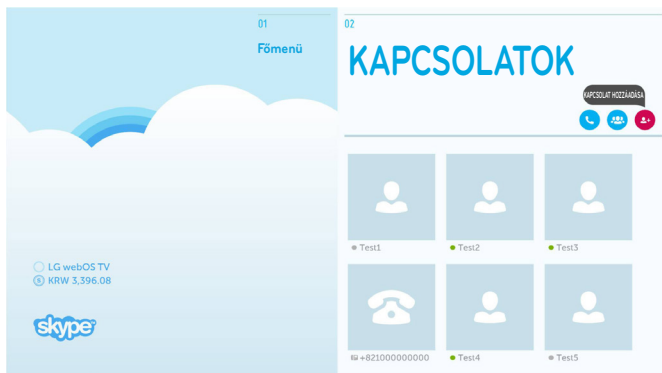 01
Főmenü
LG webOS TV
KRW 3,396.08
skype
02
KAPCSOLATOK
KAPCSOLAT HOZZÁADÁSA
Test1
Test2
Test3
+821000000000
Test4
Test5